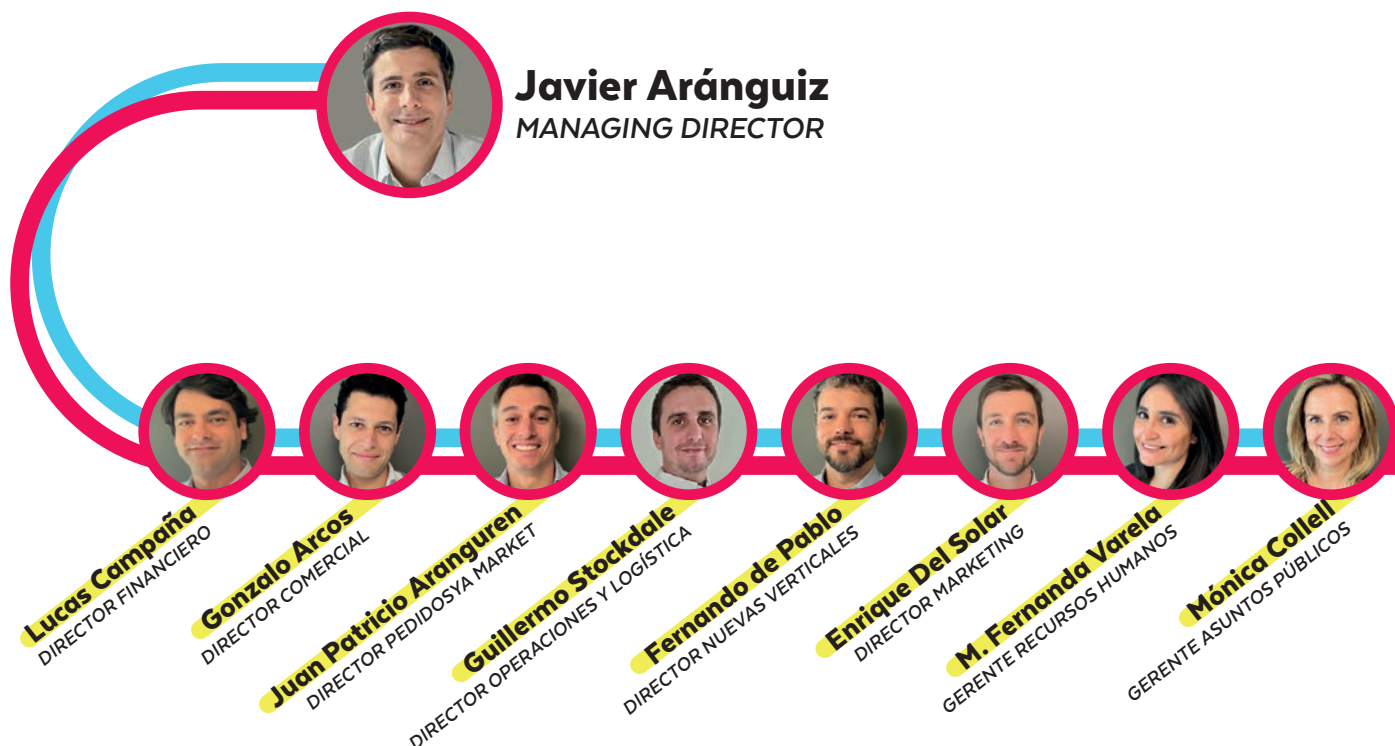 Javier Aránguiz
MANAGING DIRECTOR
Lucas Campaña
DIRECTOR FINANCIERO
Gonzalo Arcos
DIRECTOR COMERCIAL
Juan Patricio Aranguren
DIRECTOR PEDIDOSYA MARKET
Guillermo Stockdale
DIRECTOR OPERACIONES Y LOGÍSTICA
Fernando de Pablo
DIRECTOR NUEVAS VERTICALES
Enrique Del Solar
DIRECTOR MARKETING
M. Fernanda Varela
GERENTE RECURSOS HUMANOS
Mónica Collell
GERENTE ASUNTOS PÚBLICOS